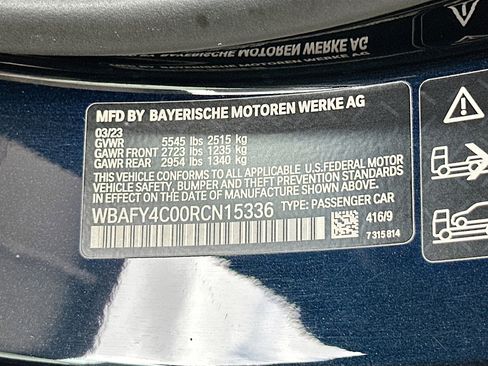 MFD BY BAYERISCHE MOTOREN WERKE AG
03/23
GVWR 5545 lbs 2515 kg
GAWR FRONT 2723 lbs 1235 kg
GAWR REAR 2954 lbs 1340 kg
THIS VEHICLE CONFORMS TO ALL APPLICABLE U.S.FEDERAL MOTOR
VEHICLE SAFETY, BUMPER, AND THEFT PREVENTION STANDARDS IN
EFFECT ON THE DATE OF MANUFACTURE SHOWN ABOVE.
WBAFY4C00RCN15336 TYPE: PASSENGER CAR
416/9
7 315 814